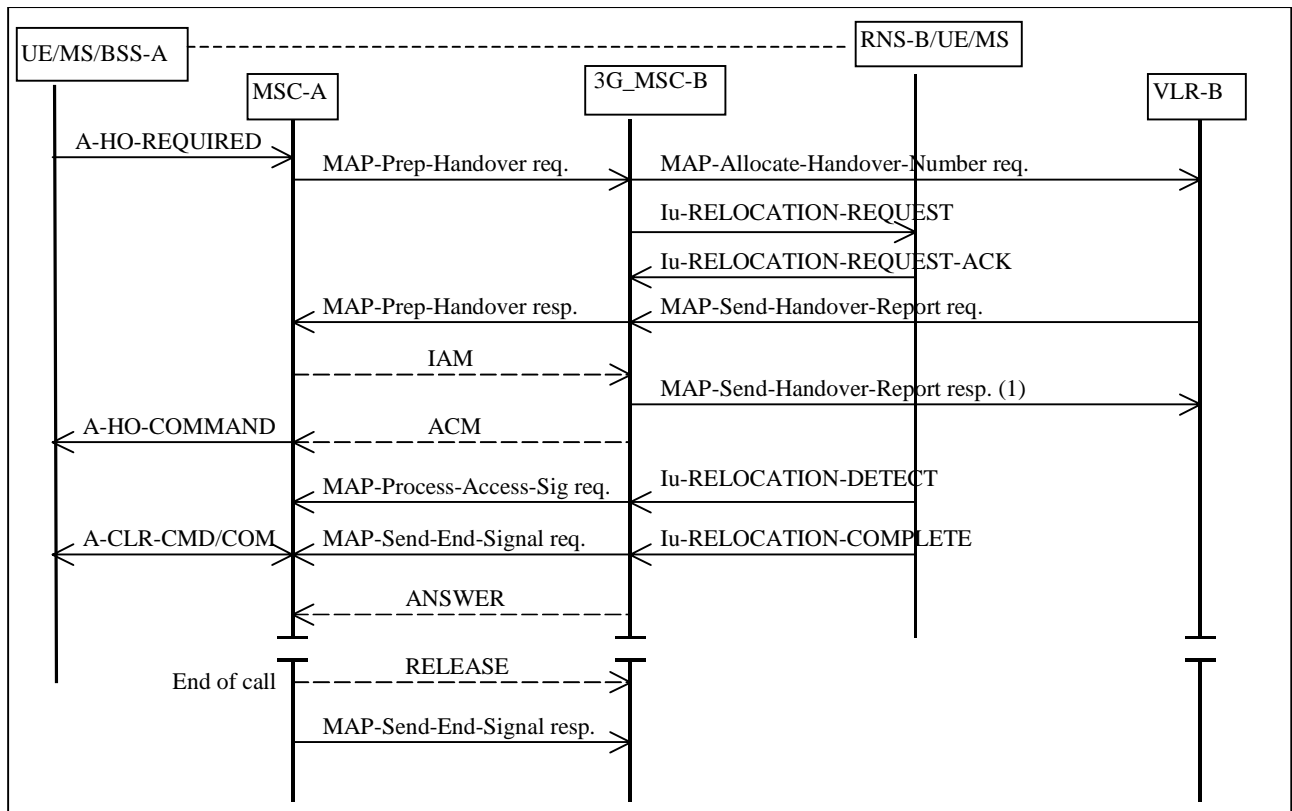 UE/MS/BSS-A
RNS-B/UE/MS
MSC-A
3G_MSC-B
VLR-B
A-HO-REQUIRED
MAP-Prep-Handover req.
MAP-Allocate-Handover-Number req.
Iu-RELOCATION-REQUEST
Iu-RELOCATION-REQUEST-ACK
MAP-Prep-Handover resp.
MAP-Send-Handover-Report req.
IAM
MAP-Send-Handover-Report resp. (1)
A-HO-COMMAND
ACM
MAP-Process-Access-Sig req.
Iu-RELOCATION-DETECT
A-CLR-CMD/COM
MAP-Send-End-Signal req.
Iu-RELOCATION-COMPLETE
ANSWER
RELEASE
End of call
MAP-Send-End-Signal resp.